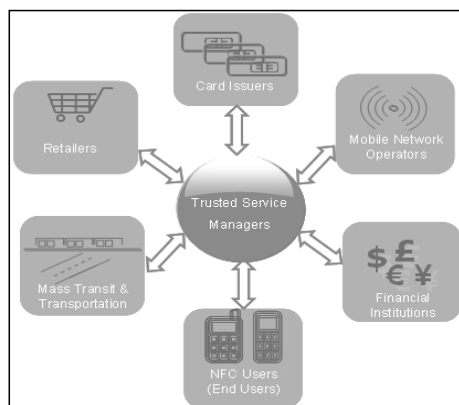 Card Issuers
Retailers
Mobile Network
Operators
Trusted Service
Managers
Mass Transit &
Transportation
$ £
€ ¥
Financial
Institutions
NFC Users
(End Users)